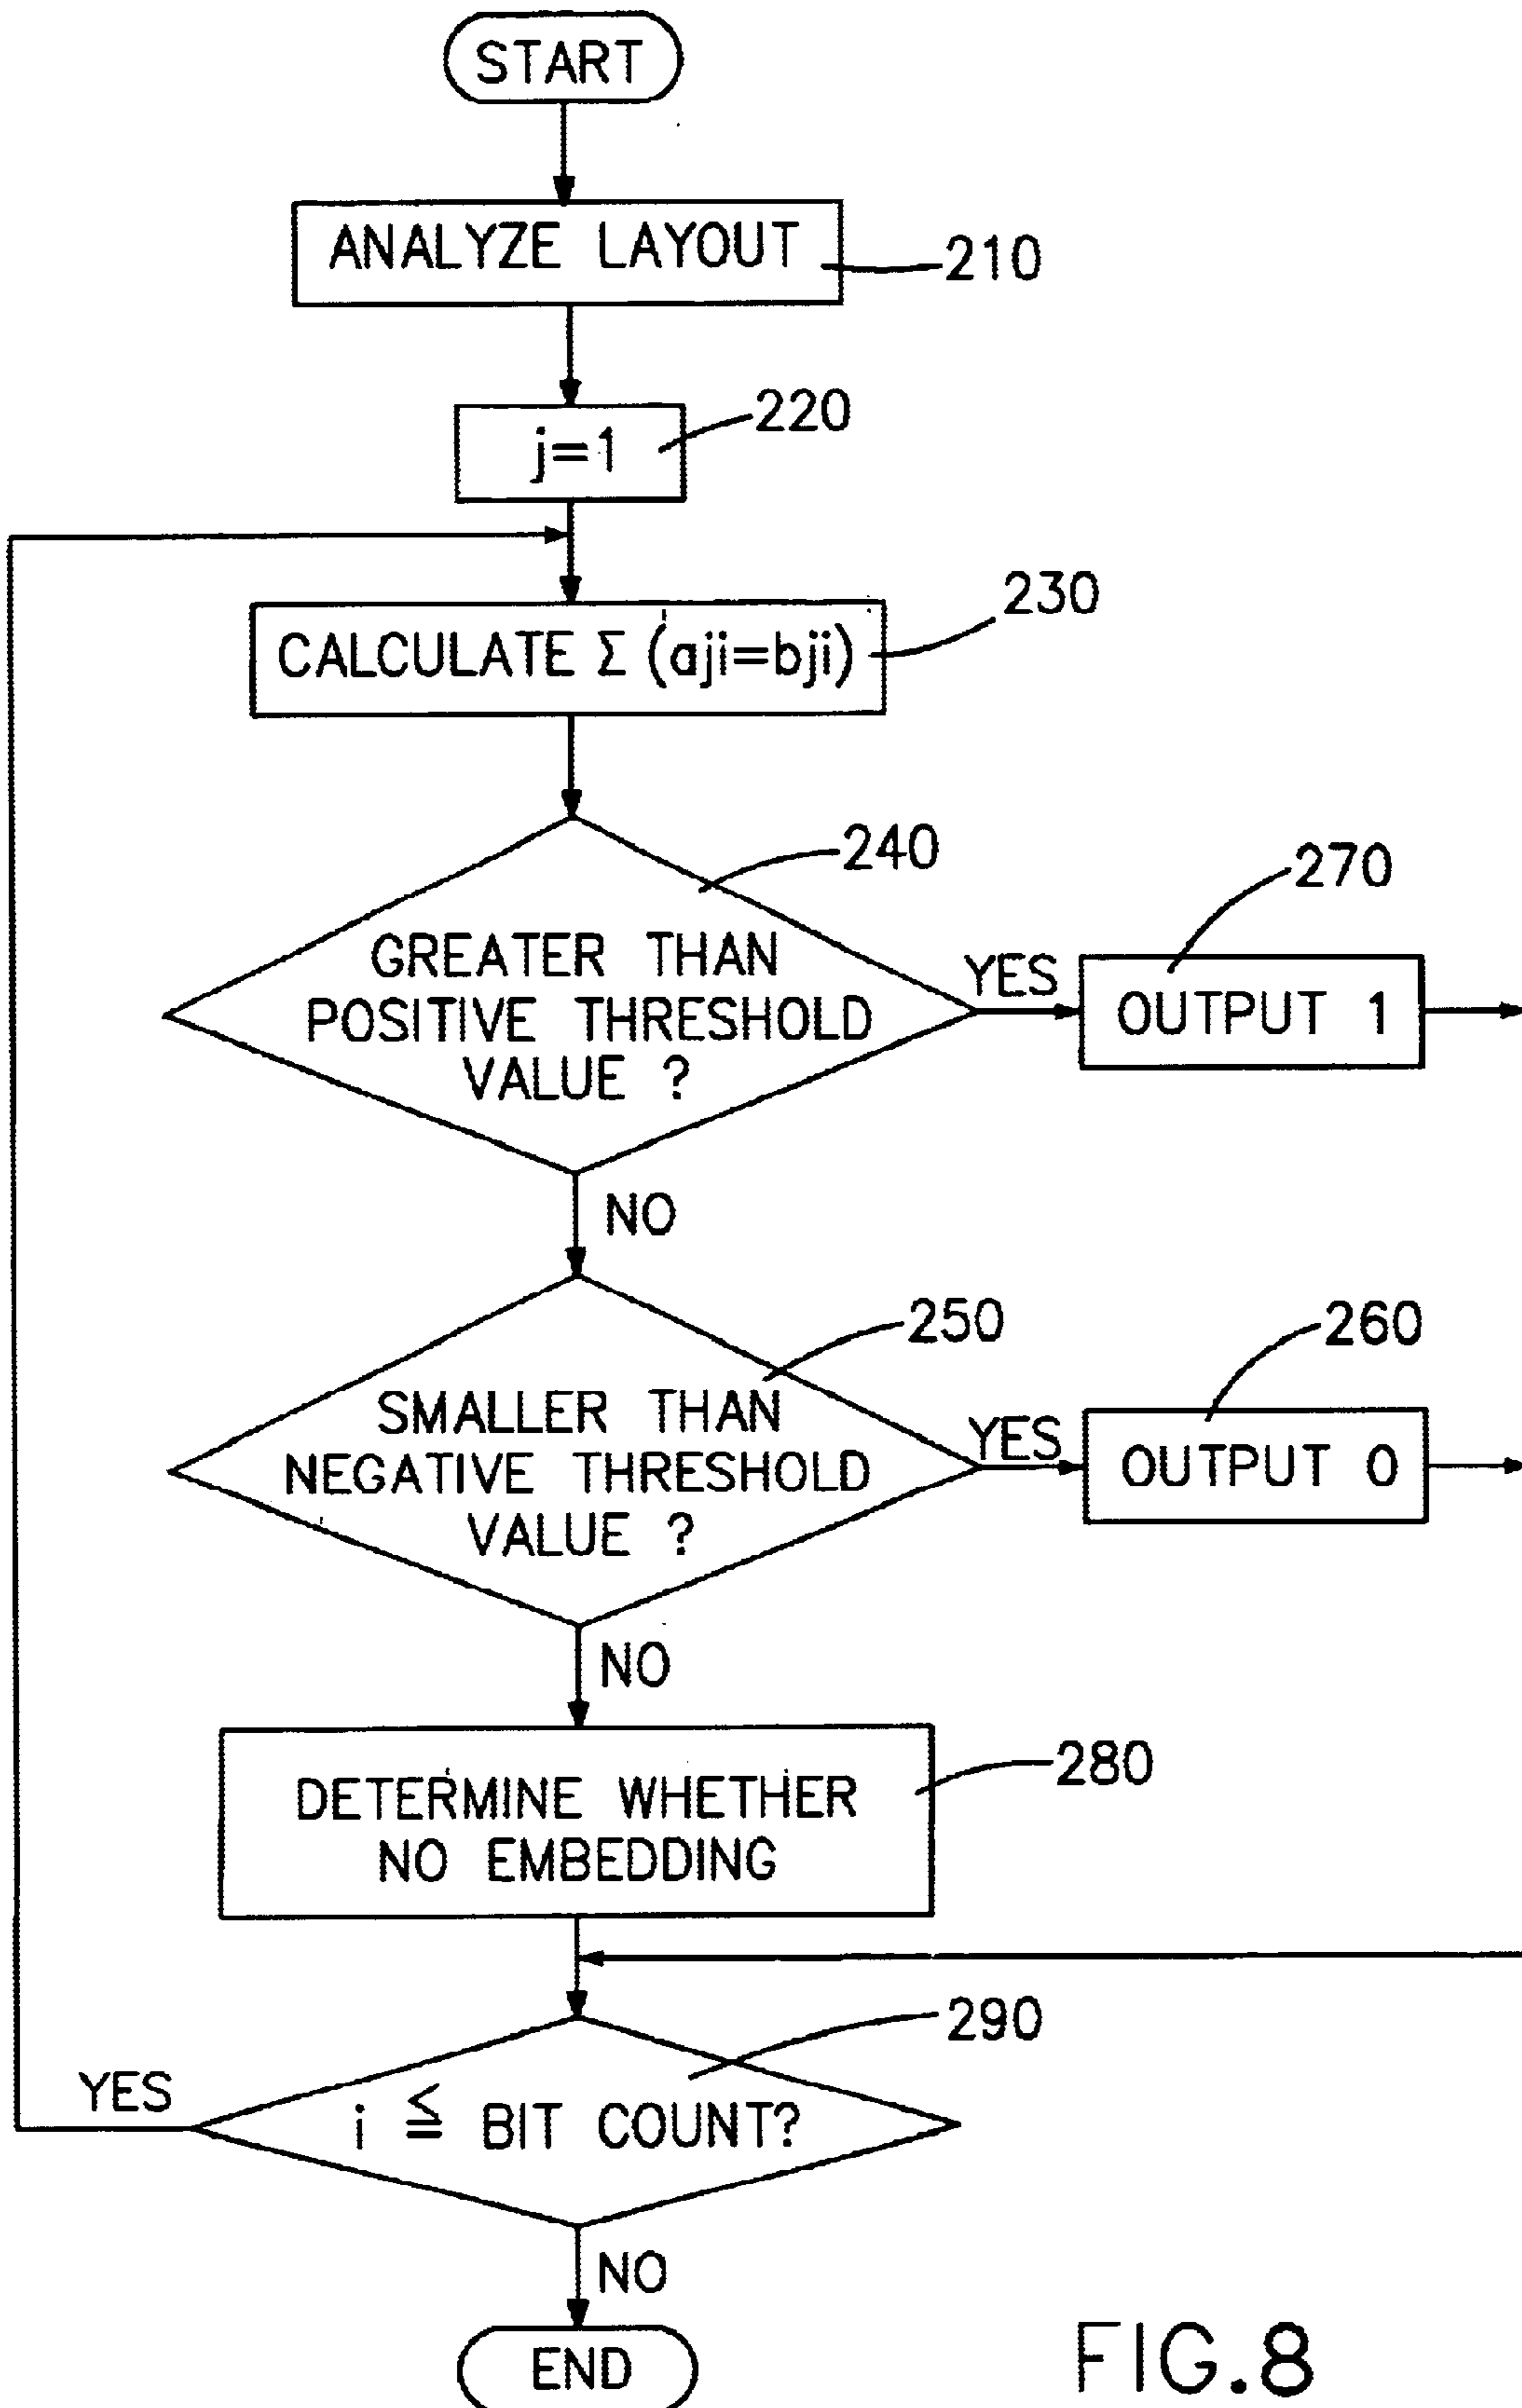 START
ANALYZE LAYOUT
210
j=1
220
CALCULATE Σ (aji=bji)
230
240
GREATER THAN
POSITIVE THRESHOLD
VALUE ?
YES
270
OUTPUT 1
NO
250
SMALLER THAN
NEGATIVE THRESHOLD
VALUE ?
YES
260
OUTPUT 0
NO
DETERMINE WHETHER
NO EMBEDDING
280
290
YES
i ≦ BIT COUNT?
NO
END
FIG.8